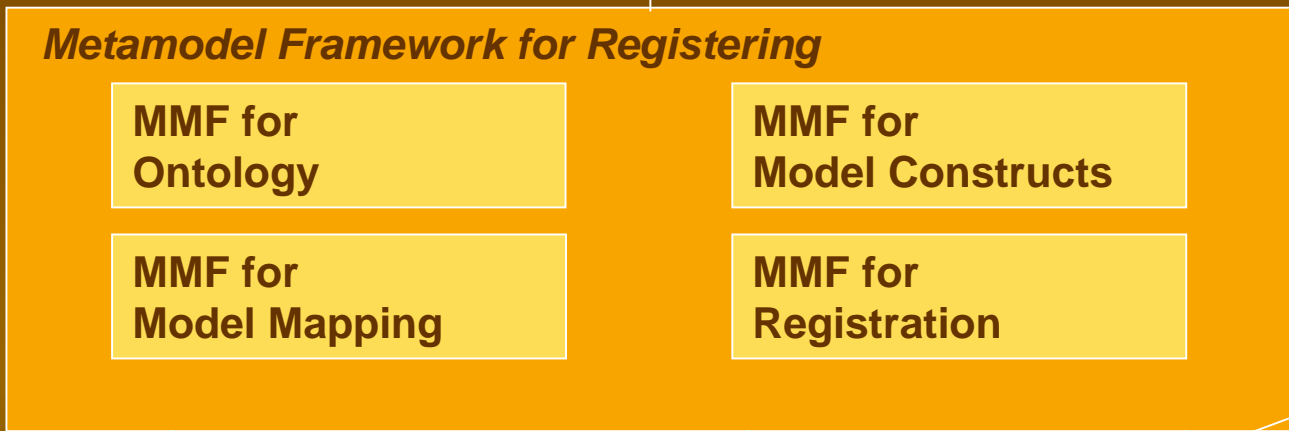 Metamodel Framework for Registering
MMF for
Ontology
MMF for
Model Constructs
MMF for
Model Mapping
MMF for
Registration